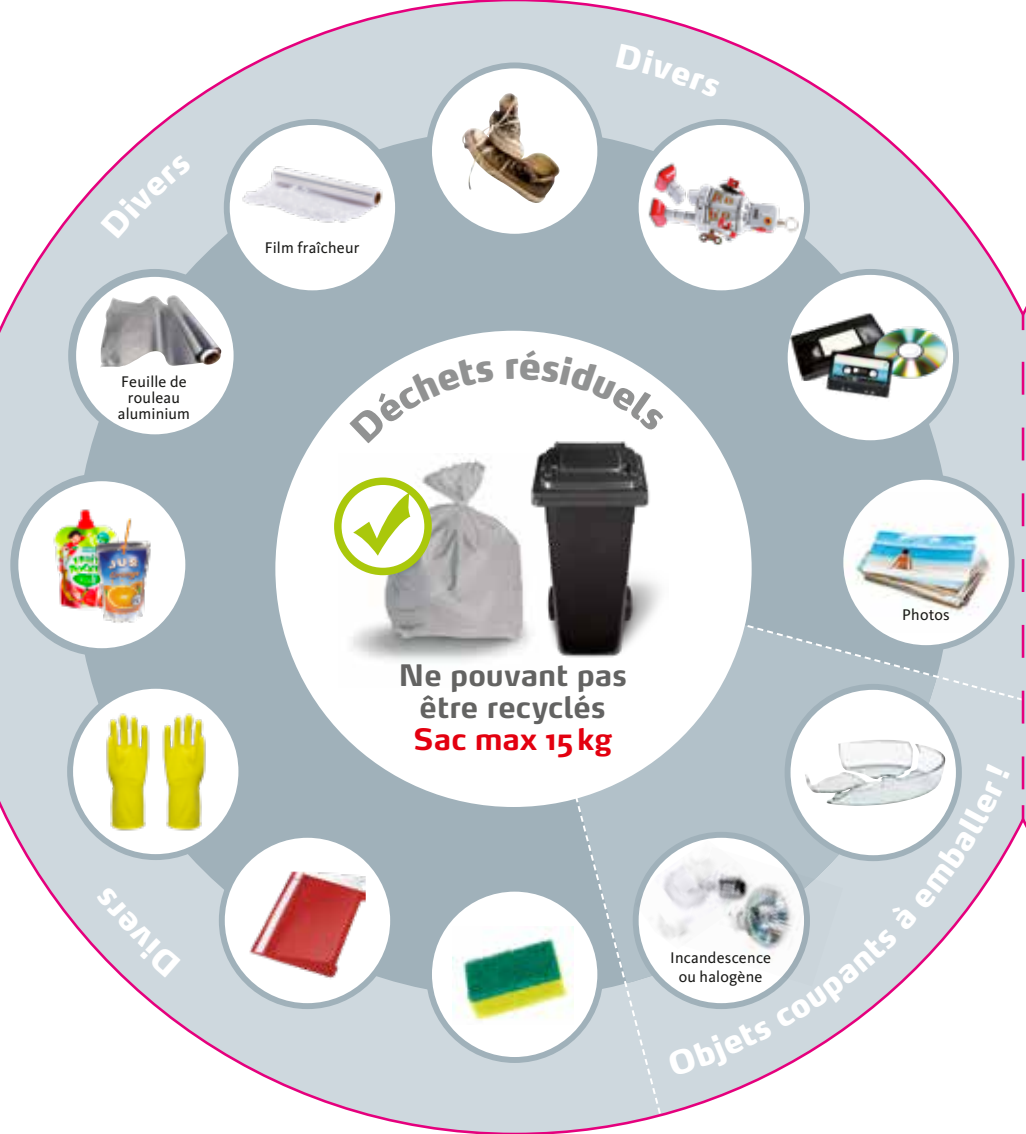 Divers
Divers
Film fraîcheur
Feuille de
rouleau
aluminium
Déchets résiduels
Ne pouvant pas
être recyclés
Sac max 15 kg
JUS
Photos
Incandescence
ou halogène
Objets coupants à emballer !
Divers